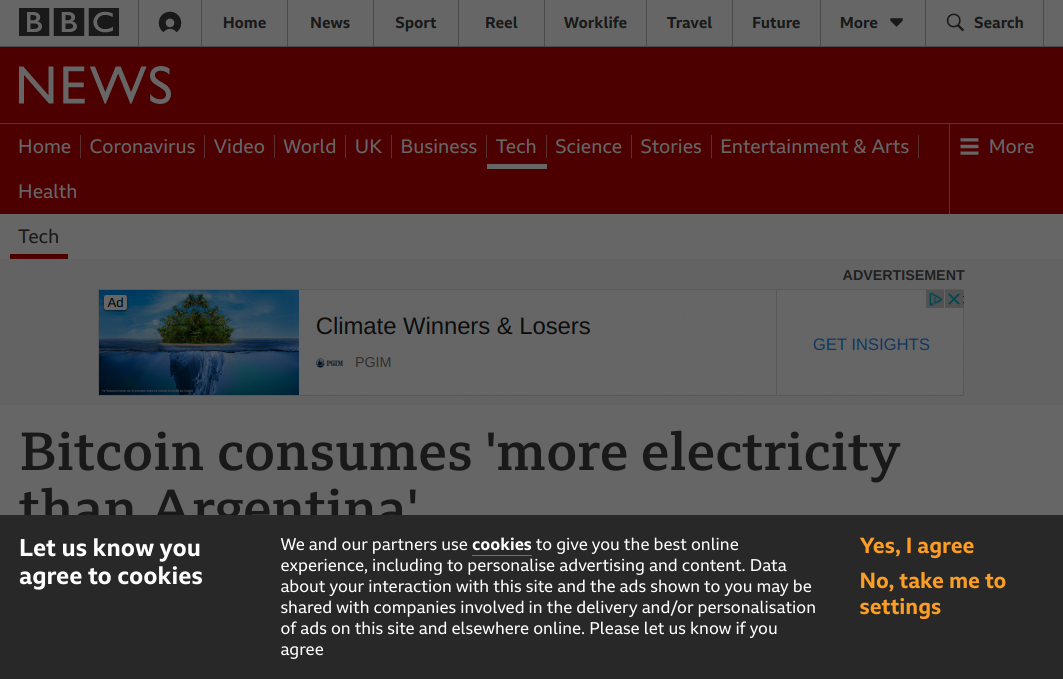 BBC
Home
News
Sport
Reel
Worklife
Travel
Future
More
Search
NEWS
Home
Coronavirus
Video
World
UK
Business
Tech
Science
Stories
Entertainment & Arts
More
Health
Tech
ADVERTISEMENT
Ad
Climate Winners & Losers
PGIM
PGIM
GET INSIGHTS
Bitcoin consumes 'more electricity
than Argentina'
Let us know you
agree to cookies
We and our partners use cookies to give you the best online
experience, including to personalise advertising and content. Data
about your interaction with this site and the ads shown to you may be
shared with companies involved in the delivery and/or personalisation
of ads on this site and elsewhere online. Please let us know if you
agree
Yes, I agree
No, take me to
settings